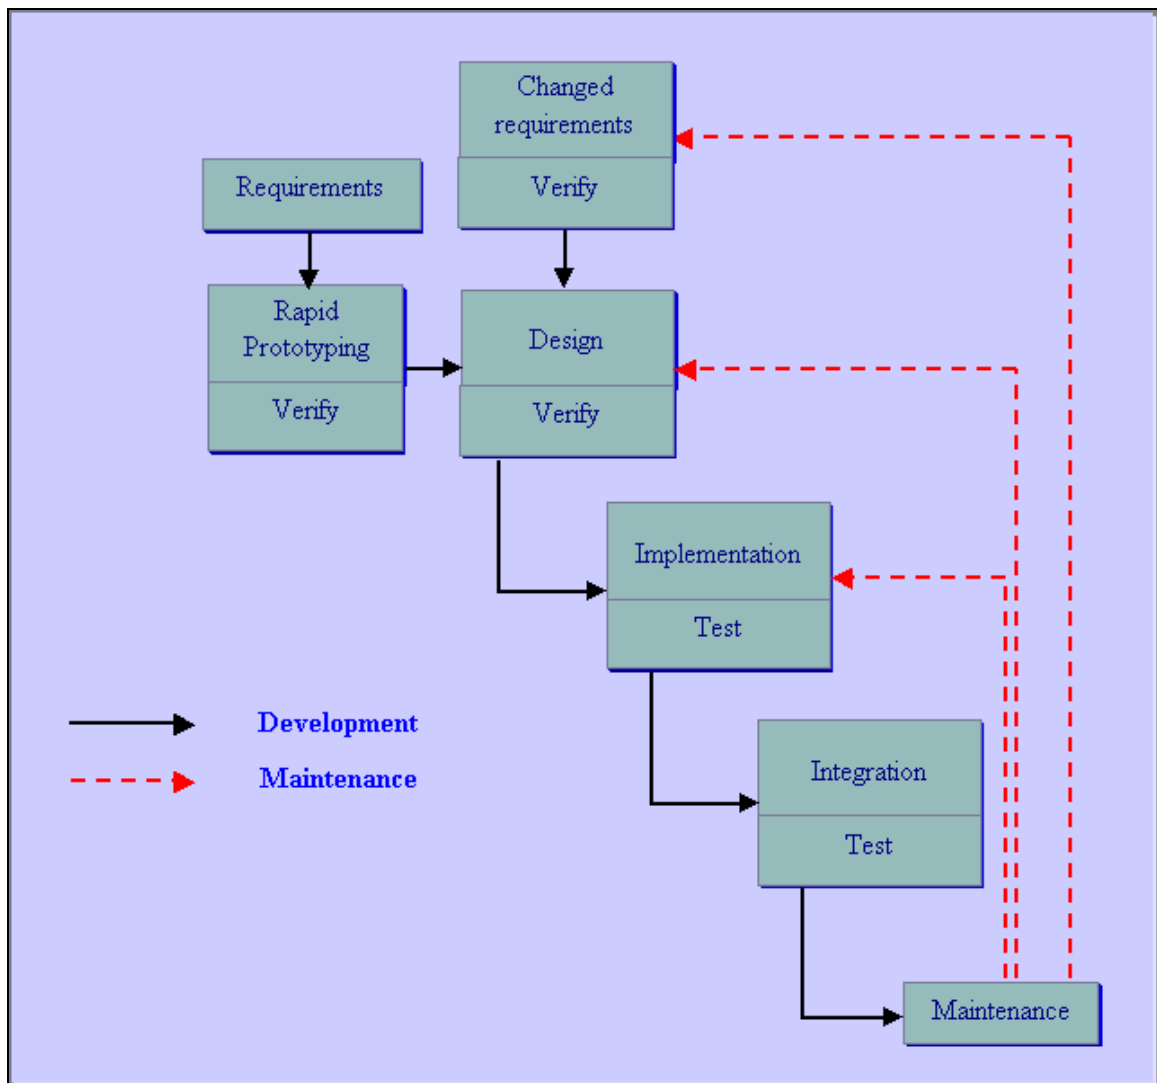 Changed
requirements
Verify
Requirements
Rapid
Prototyping
Verify
Design
Verify
Implementation
Test
Development
Maintenance
Integration
Test
Maintenance